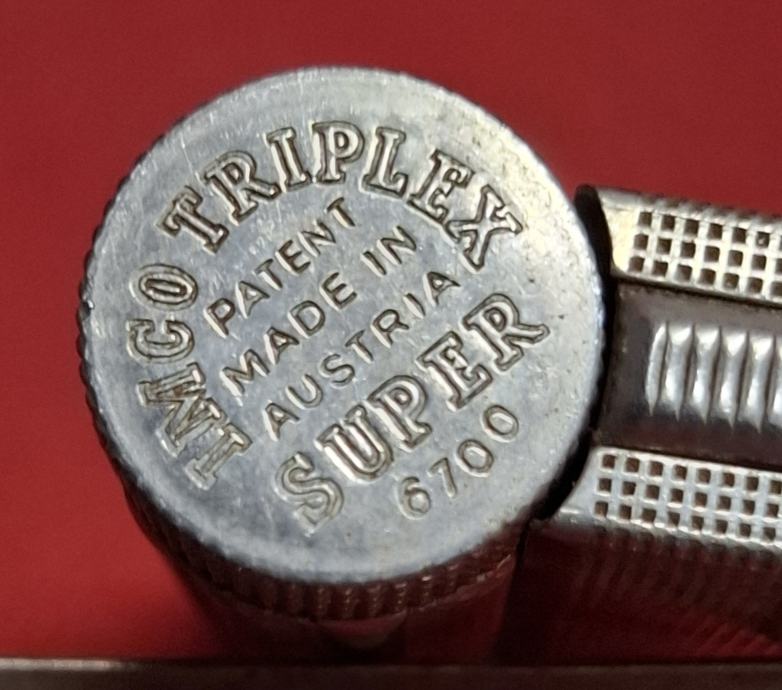 IMCO TRIPLEX
PATENT
MADE IN
AUSTRIA
SUPER
6700